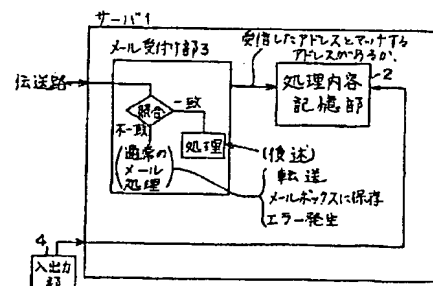 サーバ1
メール受付け部3
受信したアドレスとマッチする
アドレスがあるか、
2
処理内容
記憶部
伝送路
照合
一致
不一致
処理
(後述)
(通常の
メール
処理)
転送
メールボックスに保存
エラー発生
4
入出力
部